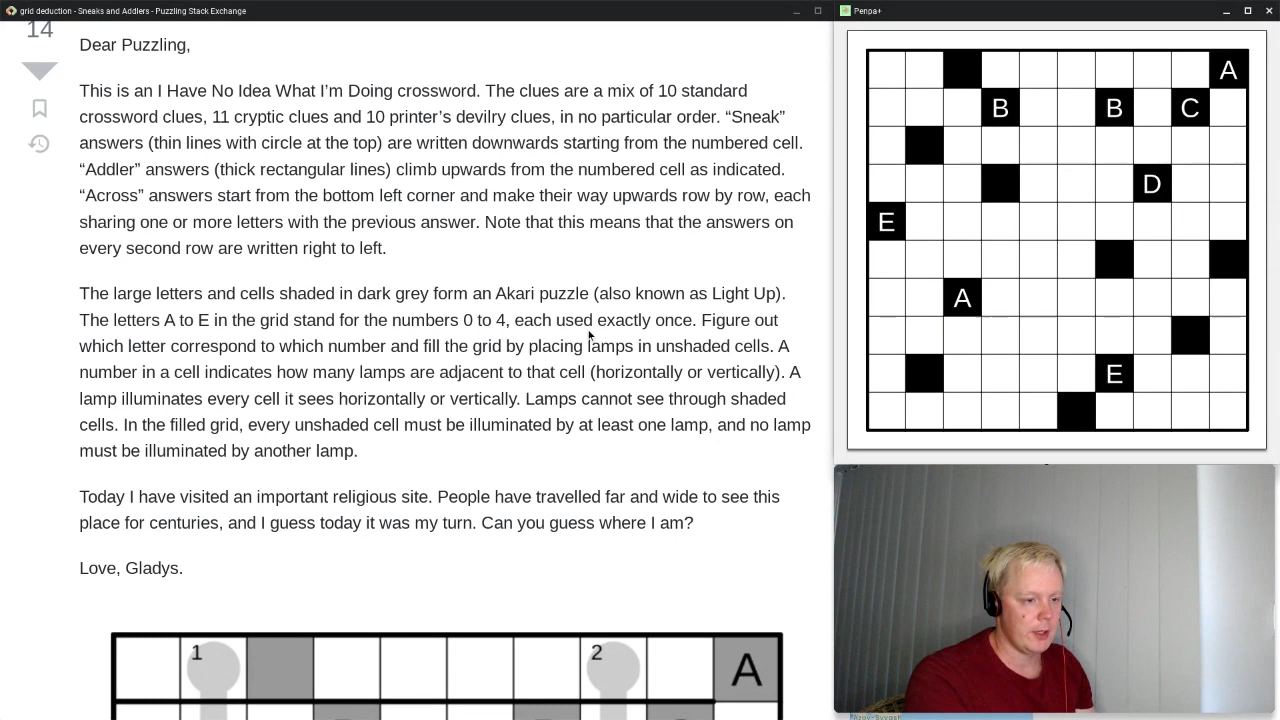 grid deduction - Sneaks and Addlers - Puzzling Stack Exchange
Penpa+
14
Dear Puzzling,
This is an I Have No Idea What I'm Doing crossword. The clues are a mix of 10 standard
crossword clues, 11 cryptic clues and 10 printer's devilry clues, in no particular order. “Sneak”
answers (thin lines with circle at the top) are written downwards starting from the numbered cell.
“Addler” answers (thick rectangular lines) climb upwards from the numbered cell as indicated.
“Across” answers start from the bottom left corner and make their way upwards row by row, each
sharing one or more letters with the previous answer. Note that this means that the answers on
every second row are written right to left.
The large letters and cells shaded in dark grey form an Akari puzzle (also known as Light Up).
The letters A to E in the grid stand for the numbers 0 to 4, each used exactly once. Figure out
which letter correspond to which number and fill the grid by placing lamps in unshaded cells. A
number in a cell indicates how many lamps are adjacent to that cell (horizontally or vertically). A
lamp illuminates every cell it sees horizontally or vertically. Lamps cannot see through shaded
cells. In the filled grid, every unshaded cell must be illuminated by at least one lamp, and no lamp
must be illuminated by another lamp.
Today I have visited an important religious site. People have travelled far and wide to see this
place for centuries, and I guess today it was my turn. Can you guess where I am?
Love, Gladys.
1 2 A
A
B B C
D
E
A
E